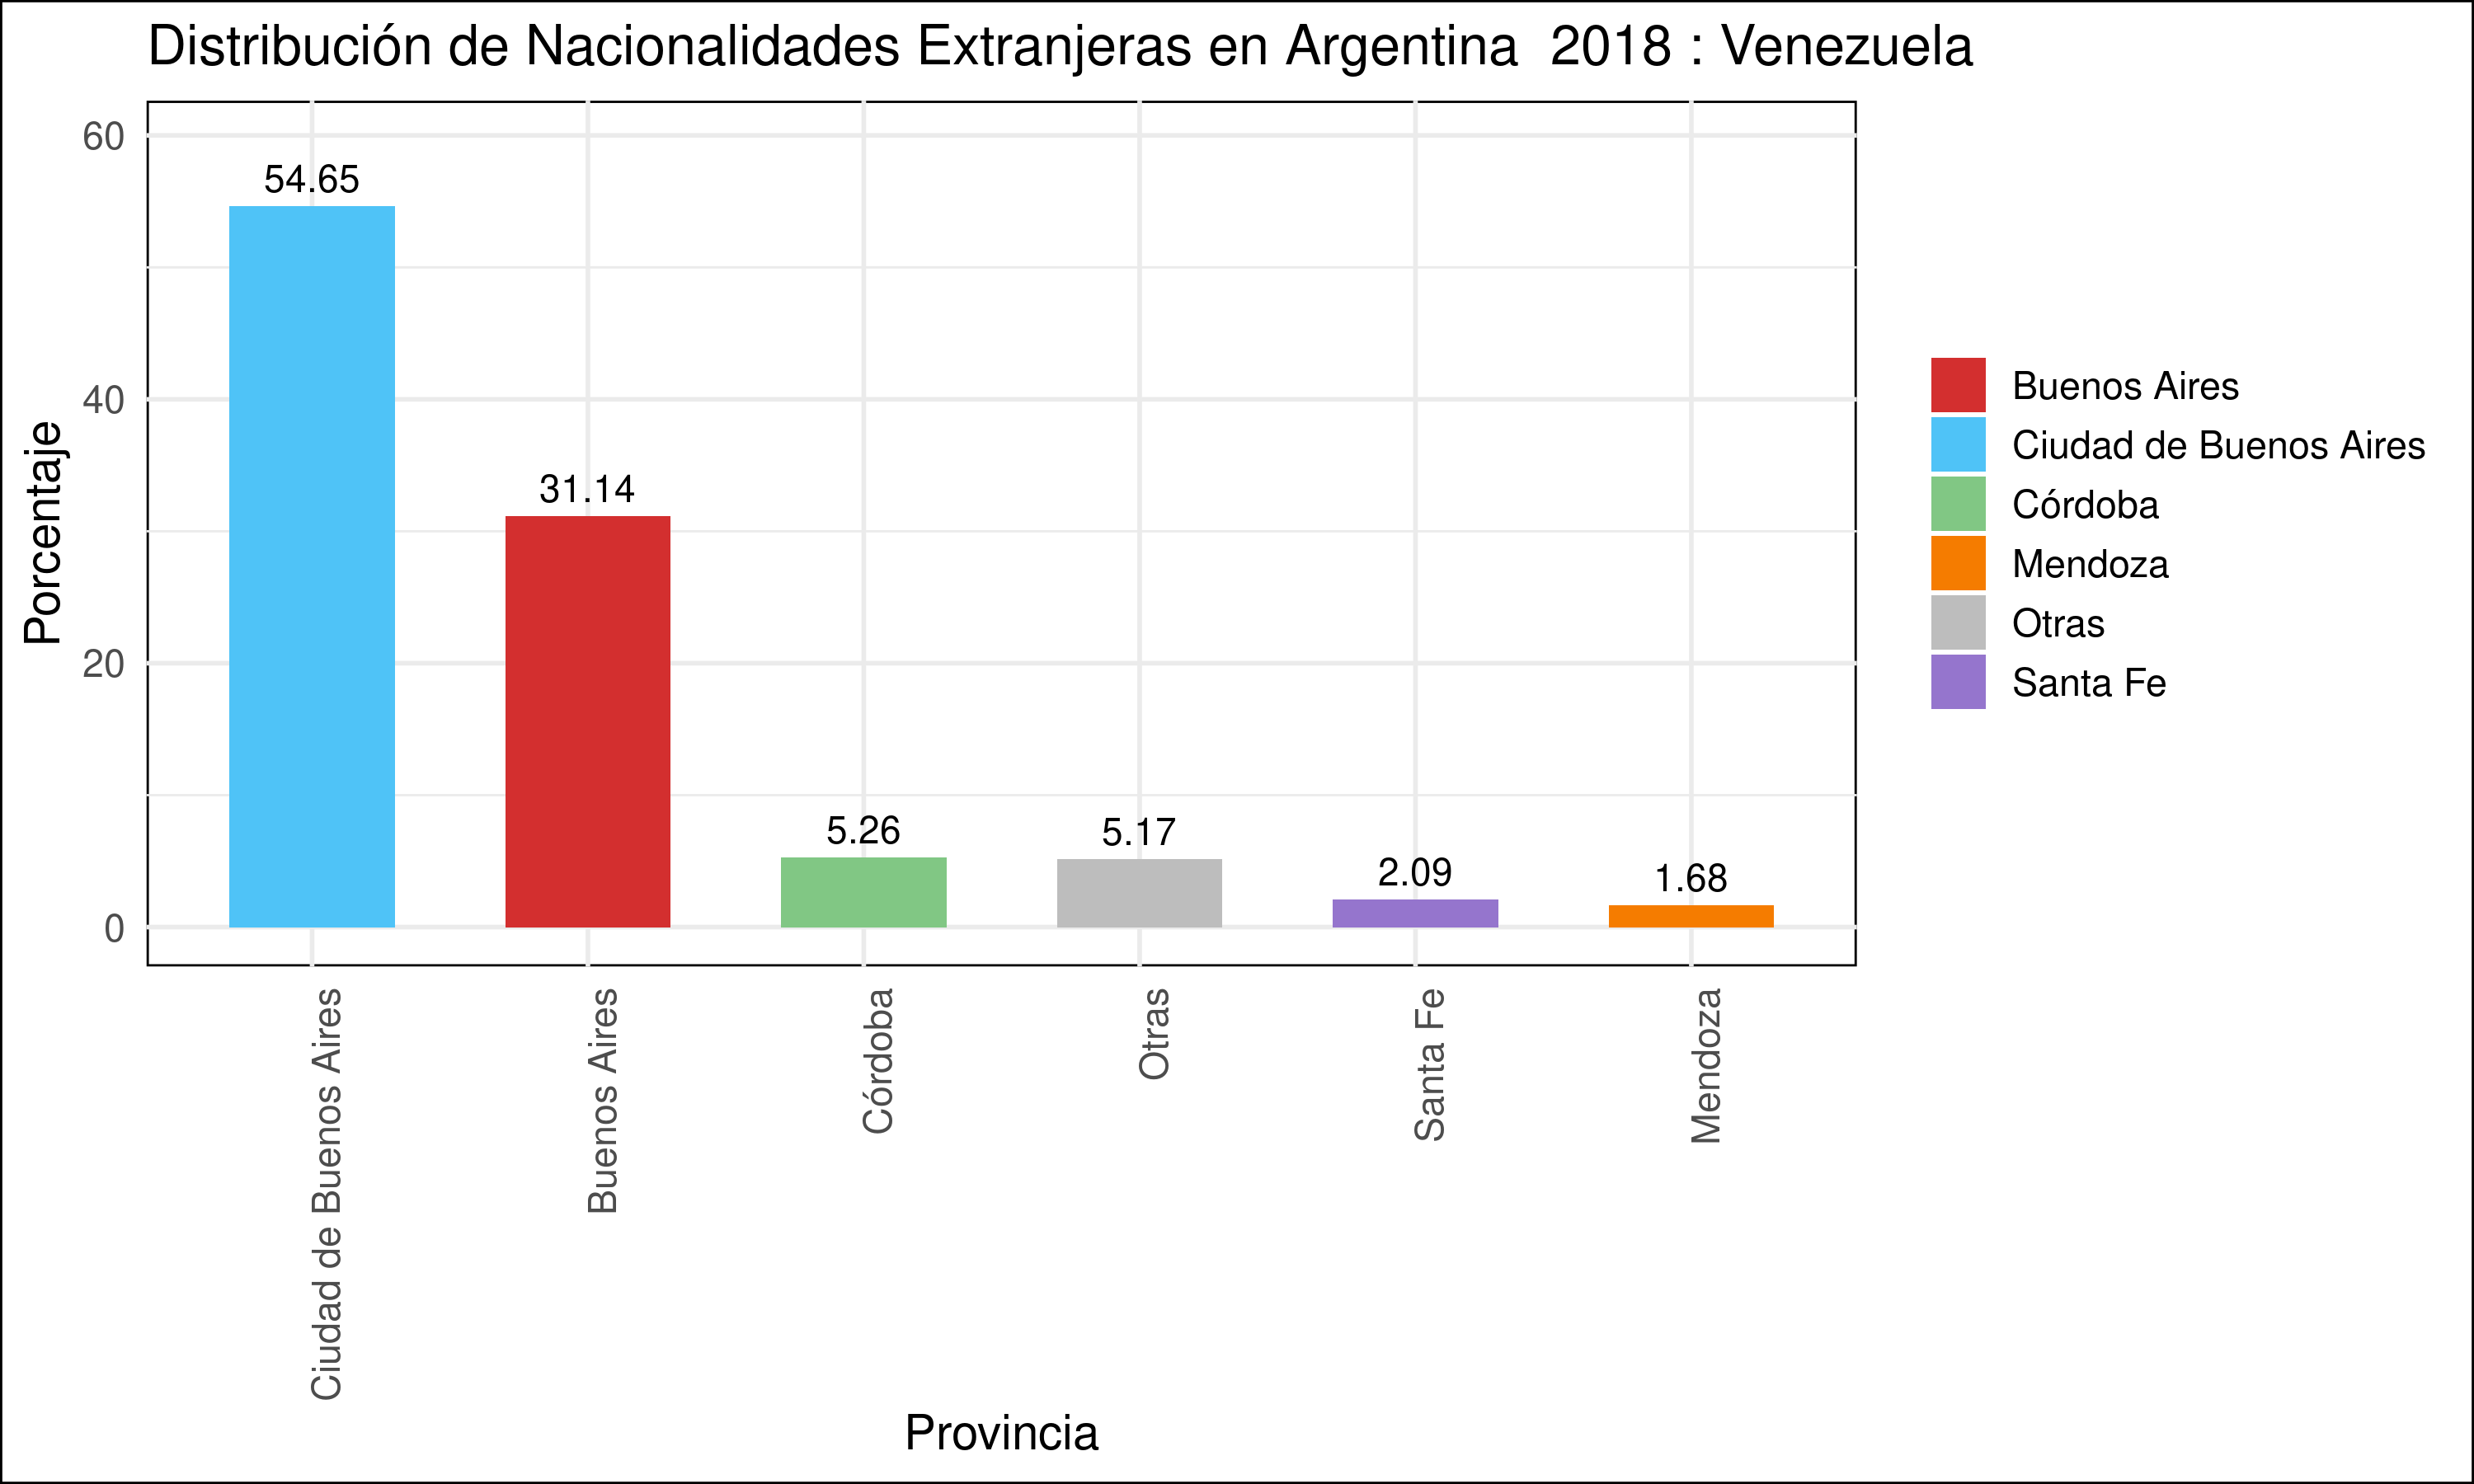 Distribución de Nacionalidades Extranjeras en Argentina  2018 : Venezuela
Porcentaje
60
40
20
0
54.65
31.14
5.26
5.17
2.09
1.68
Ciudad de Buenos Aires
Buenos Aires
Córdoba
Otras
Santa Fe
Mendoza
Provincia
Buenos Aires
Ciudad de Buenos Aires
Córdoba
Mendoza
Otras
Santa Fe